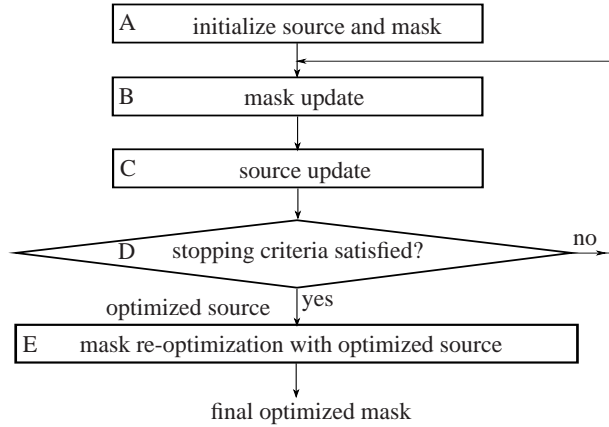 A initialize source and mask
B mask update
C source update
D stopping criteria satisfied?
no
yes
optimized source
E mask re-optimization with optimized source
final optimized mask